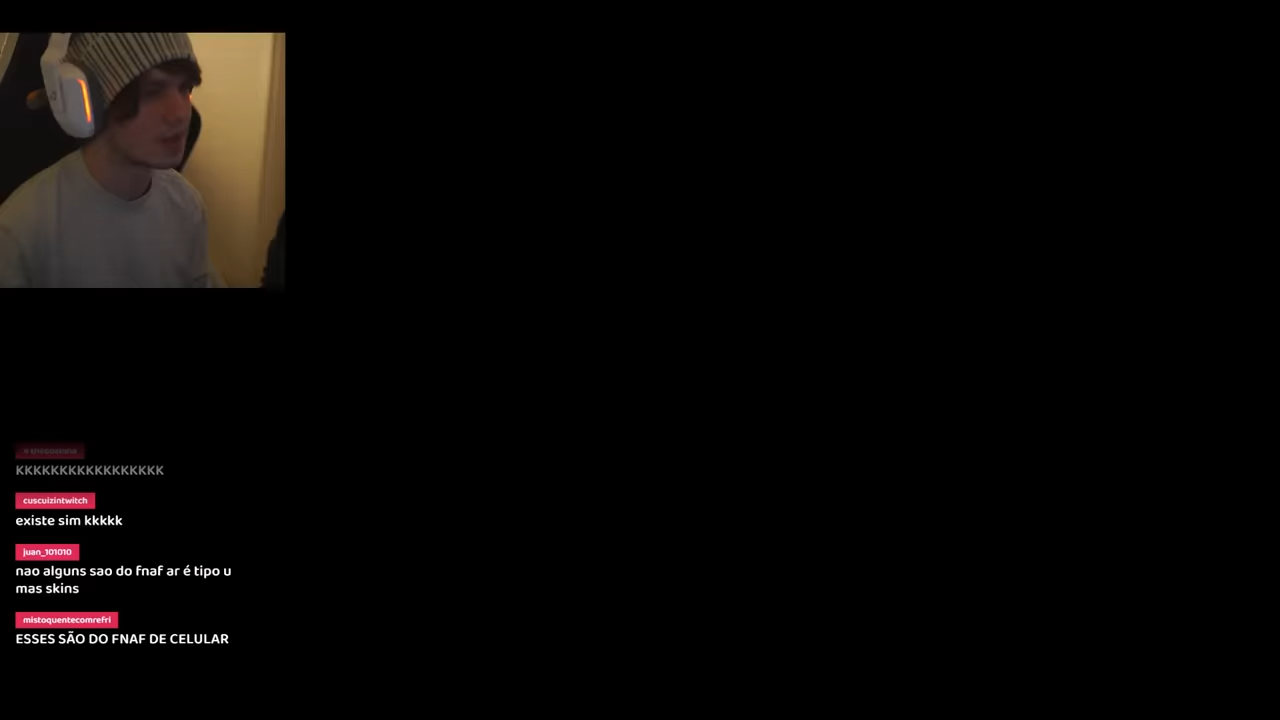 KKKKKKKKKKKKKKKKK
cuscuizintwitch
existe sim kkkkk
juan_101010
nao alguns sao do fnaf ar é tipo u
mas skins
mistoquentecomrefri
ESSES SÃO DO FNAF DE CELULAR